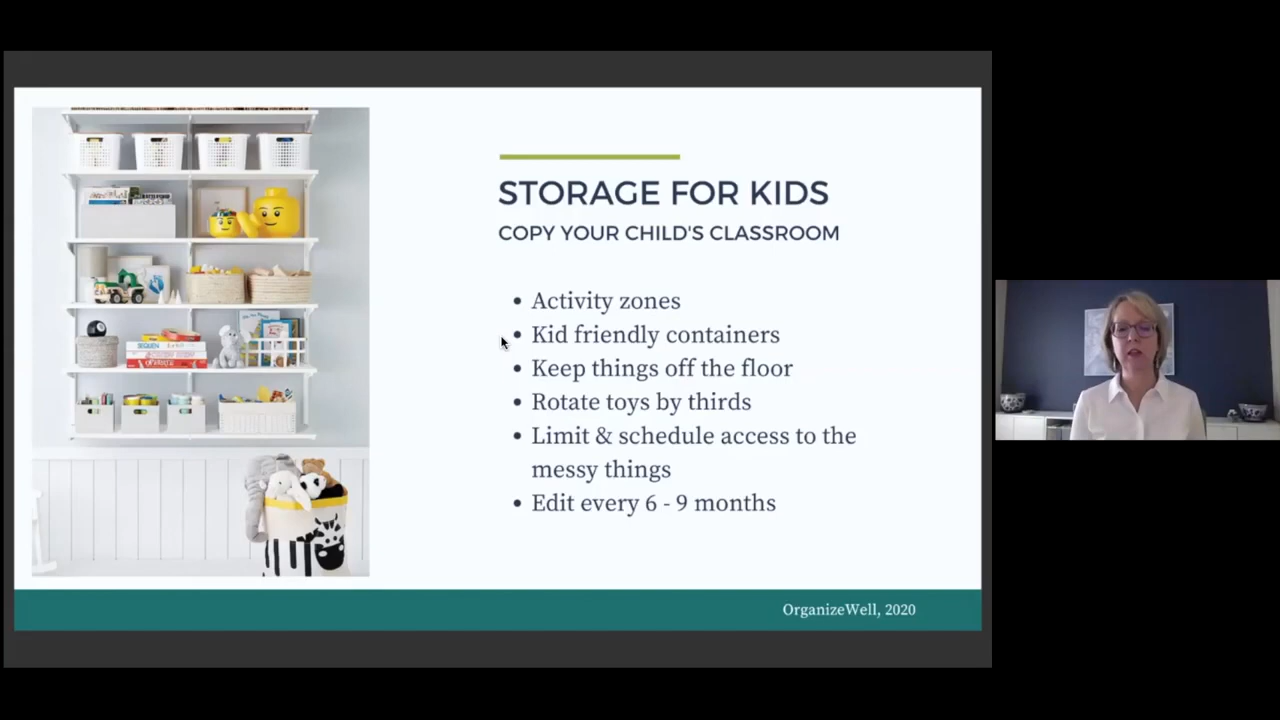 STORAGE FOR KIDS
COPY YOUR CHILD'S CLASSROOM
• Activity zones
• Kid friendly containers
• Keep things off the floor
• Rotate toys by thirds
• Limit & schedule access to the
messy things
• Edit every 6 - 9 months
OrganizeWell, 2020